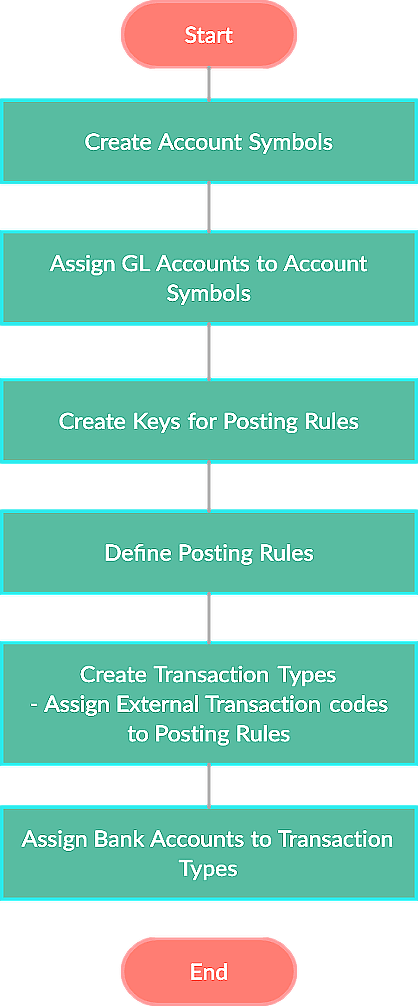 Start
Create Account Symbols
Assign GL Accounts to Account
Symbols
Create Keys for Posting Rules
Define Posting Rules
Create Transaction Types
- Assign External Transaction codes
to Posting Rules
Assign Bank Accounts to Transaction
Types
End